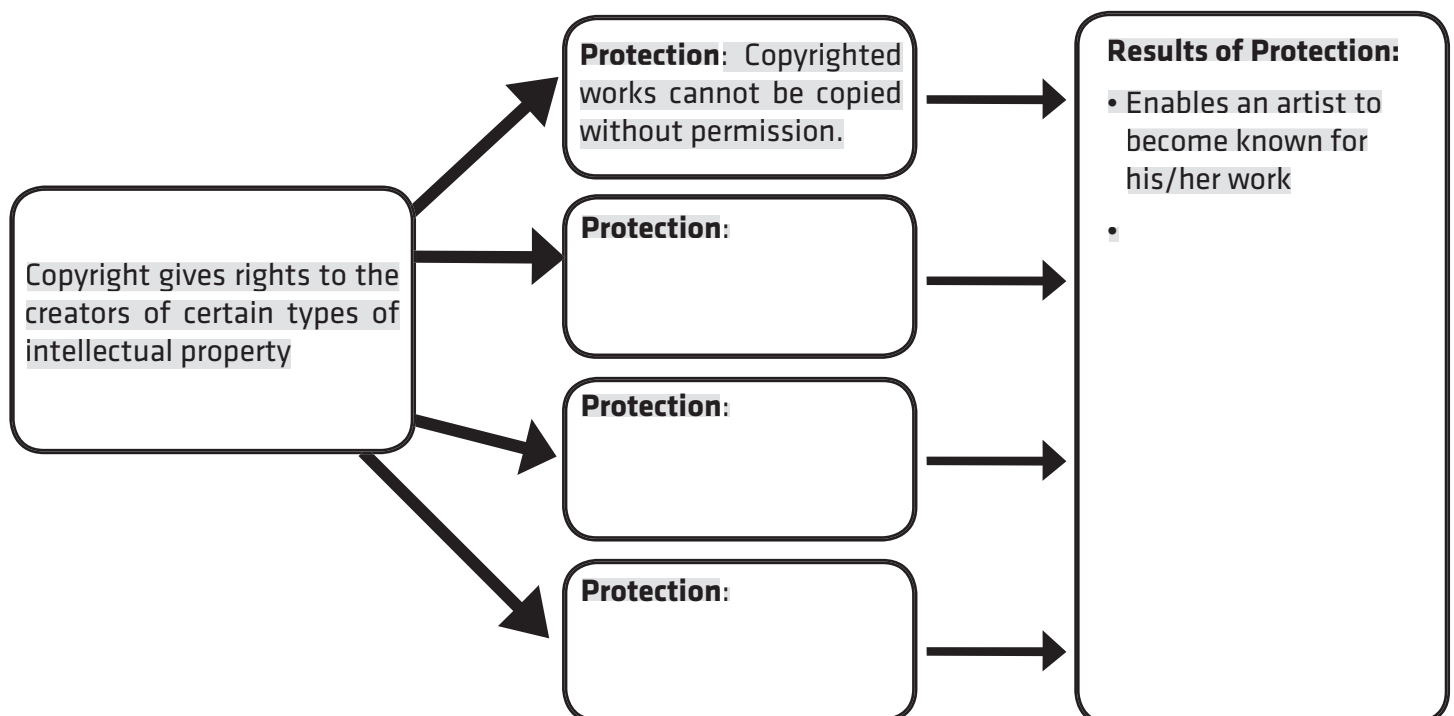 Copyright gives rights to the
creators of certain types of
intellectual property
Protection: Copyrighted
works cannot be copied
without permission.
Protection:
Protection:
Protection:
Results of Protection:
• Enables an artist to
become known for
his/her work
•